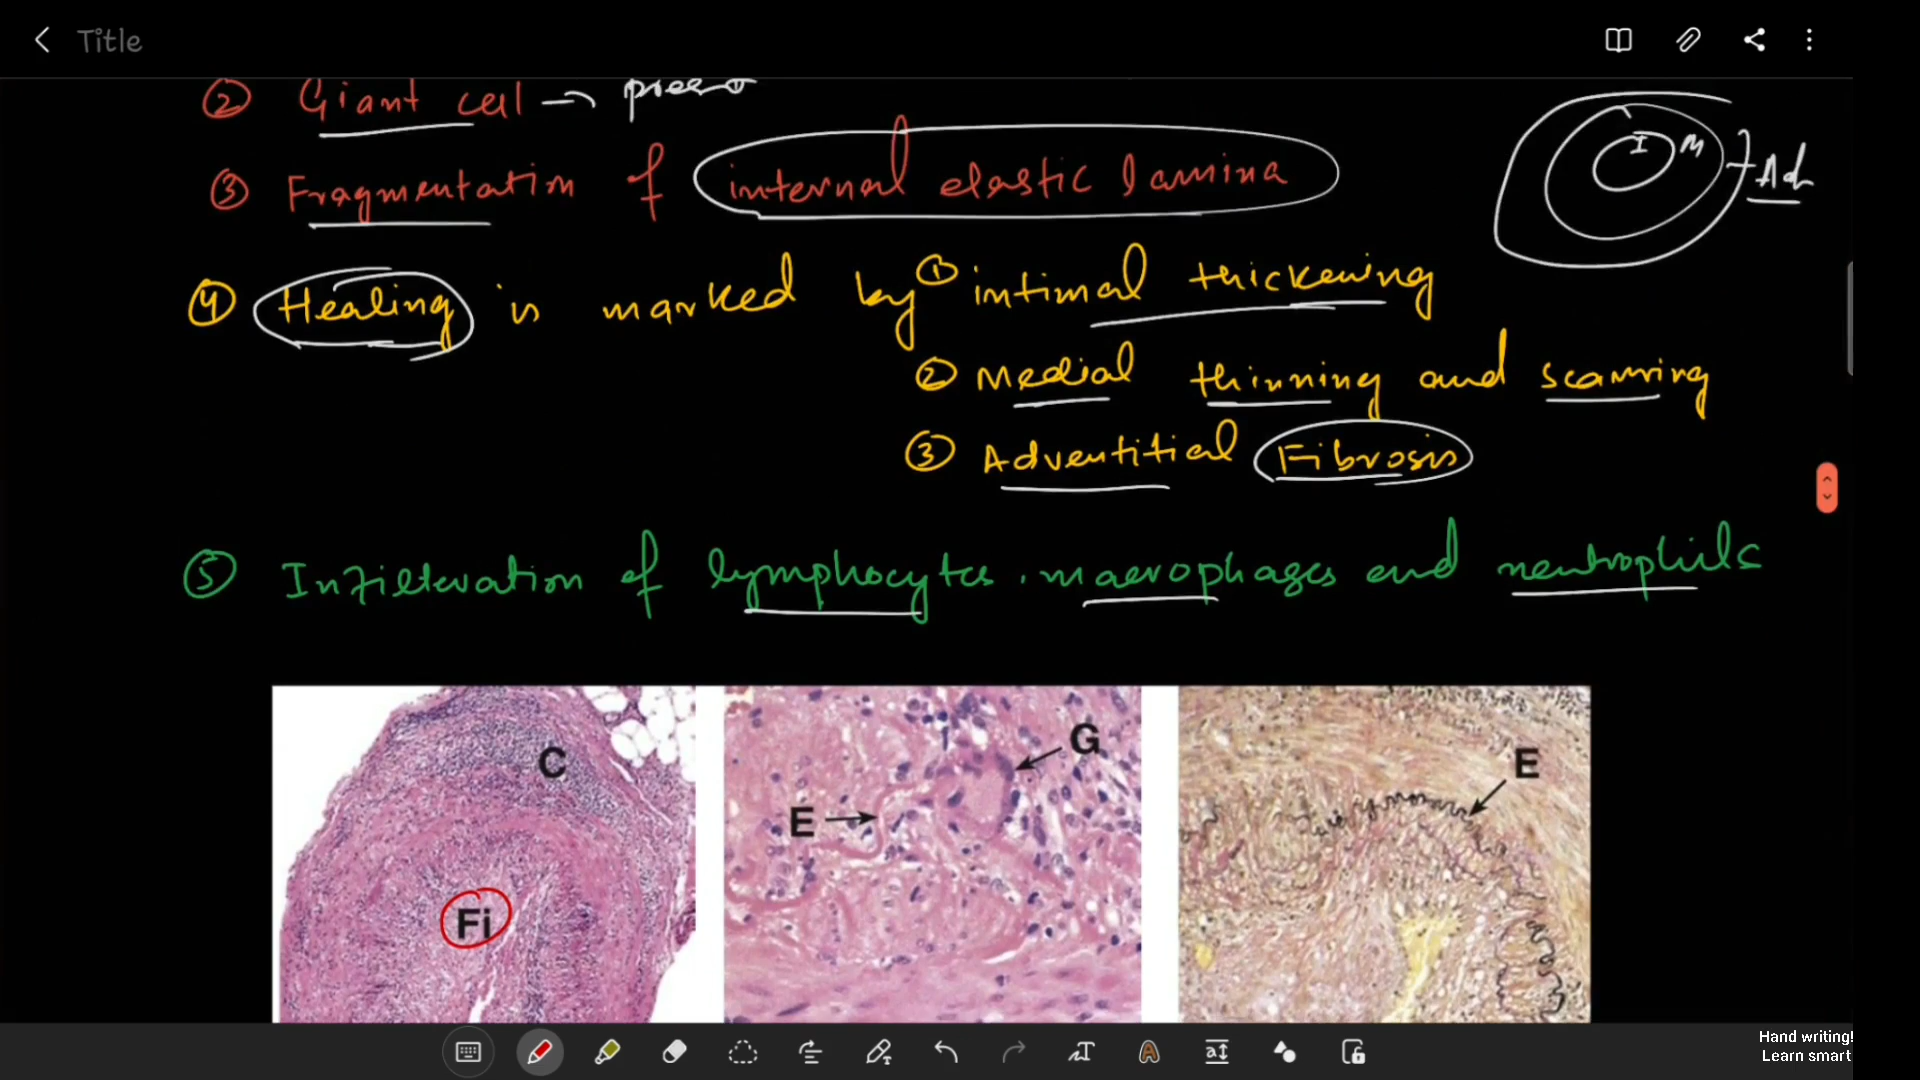 Title
② Giant cell → present
③ Fragmentation of internal elastic lamina
I M Ad
④ Healing is marked by ① intimal thickening
② Medial thinning and scarring
③ Adventitial Fibrosis
⑤ Infilteration of lymphocytes, macrophages and neutrophils
C
G
E
E
Fi
Hand writing!
Learn smart